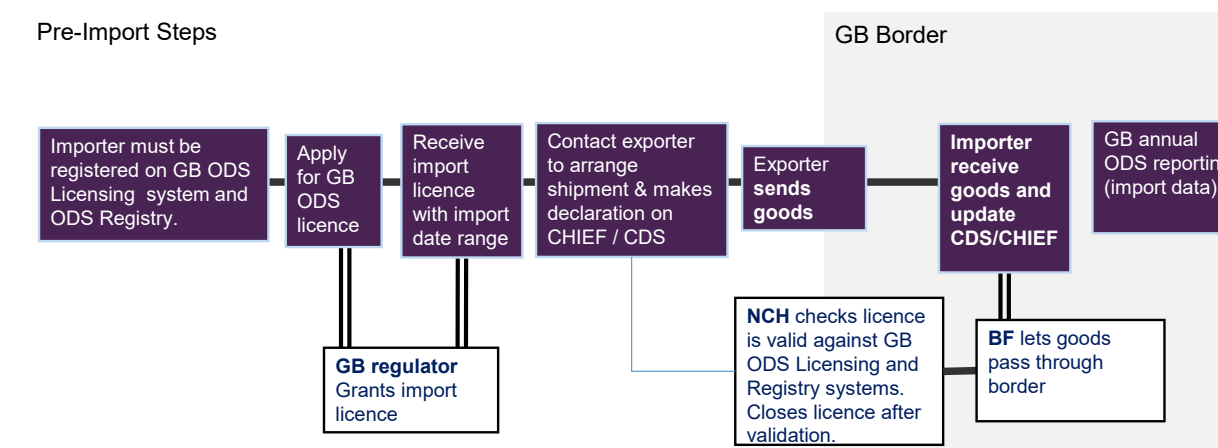 Pre-Import Steps
GB Border
Importer must be
registered on GB ODS
Licensing system and
ODS Registry.
Apply
for GB
ODS
licence
Receive
import
licence
with import
date range
Contact exporter
to arrange
shipment & makes
declaration on
CHIEF / CDS
Exporter
sends
goods
Importer
receive
goods and
update
CDS/CHIEF
GB annual
ODS reportin
(import data)
GB regulator
Grants import
licence
NCH checks licence
is valid against GB
ODS Licensing and
Registry systems.
Closes licence after
validation.
BF lets goods
pass through
border